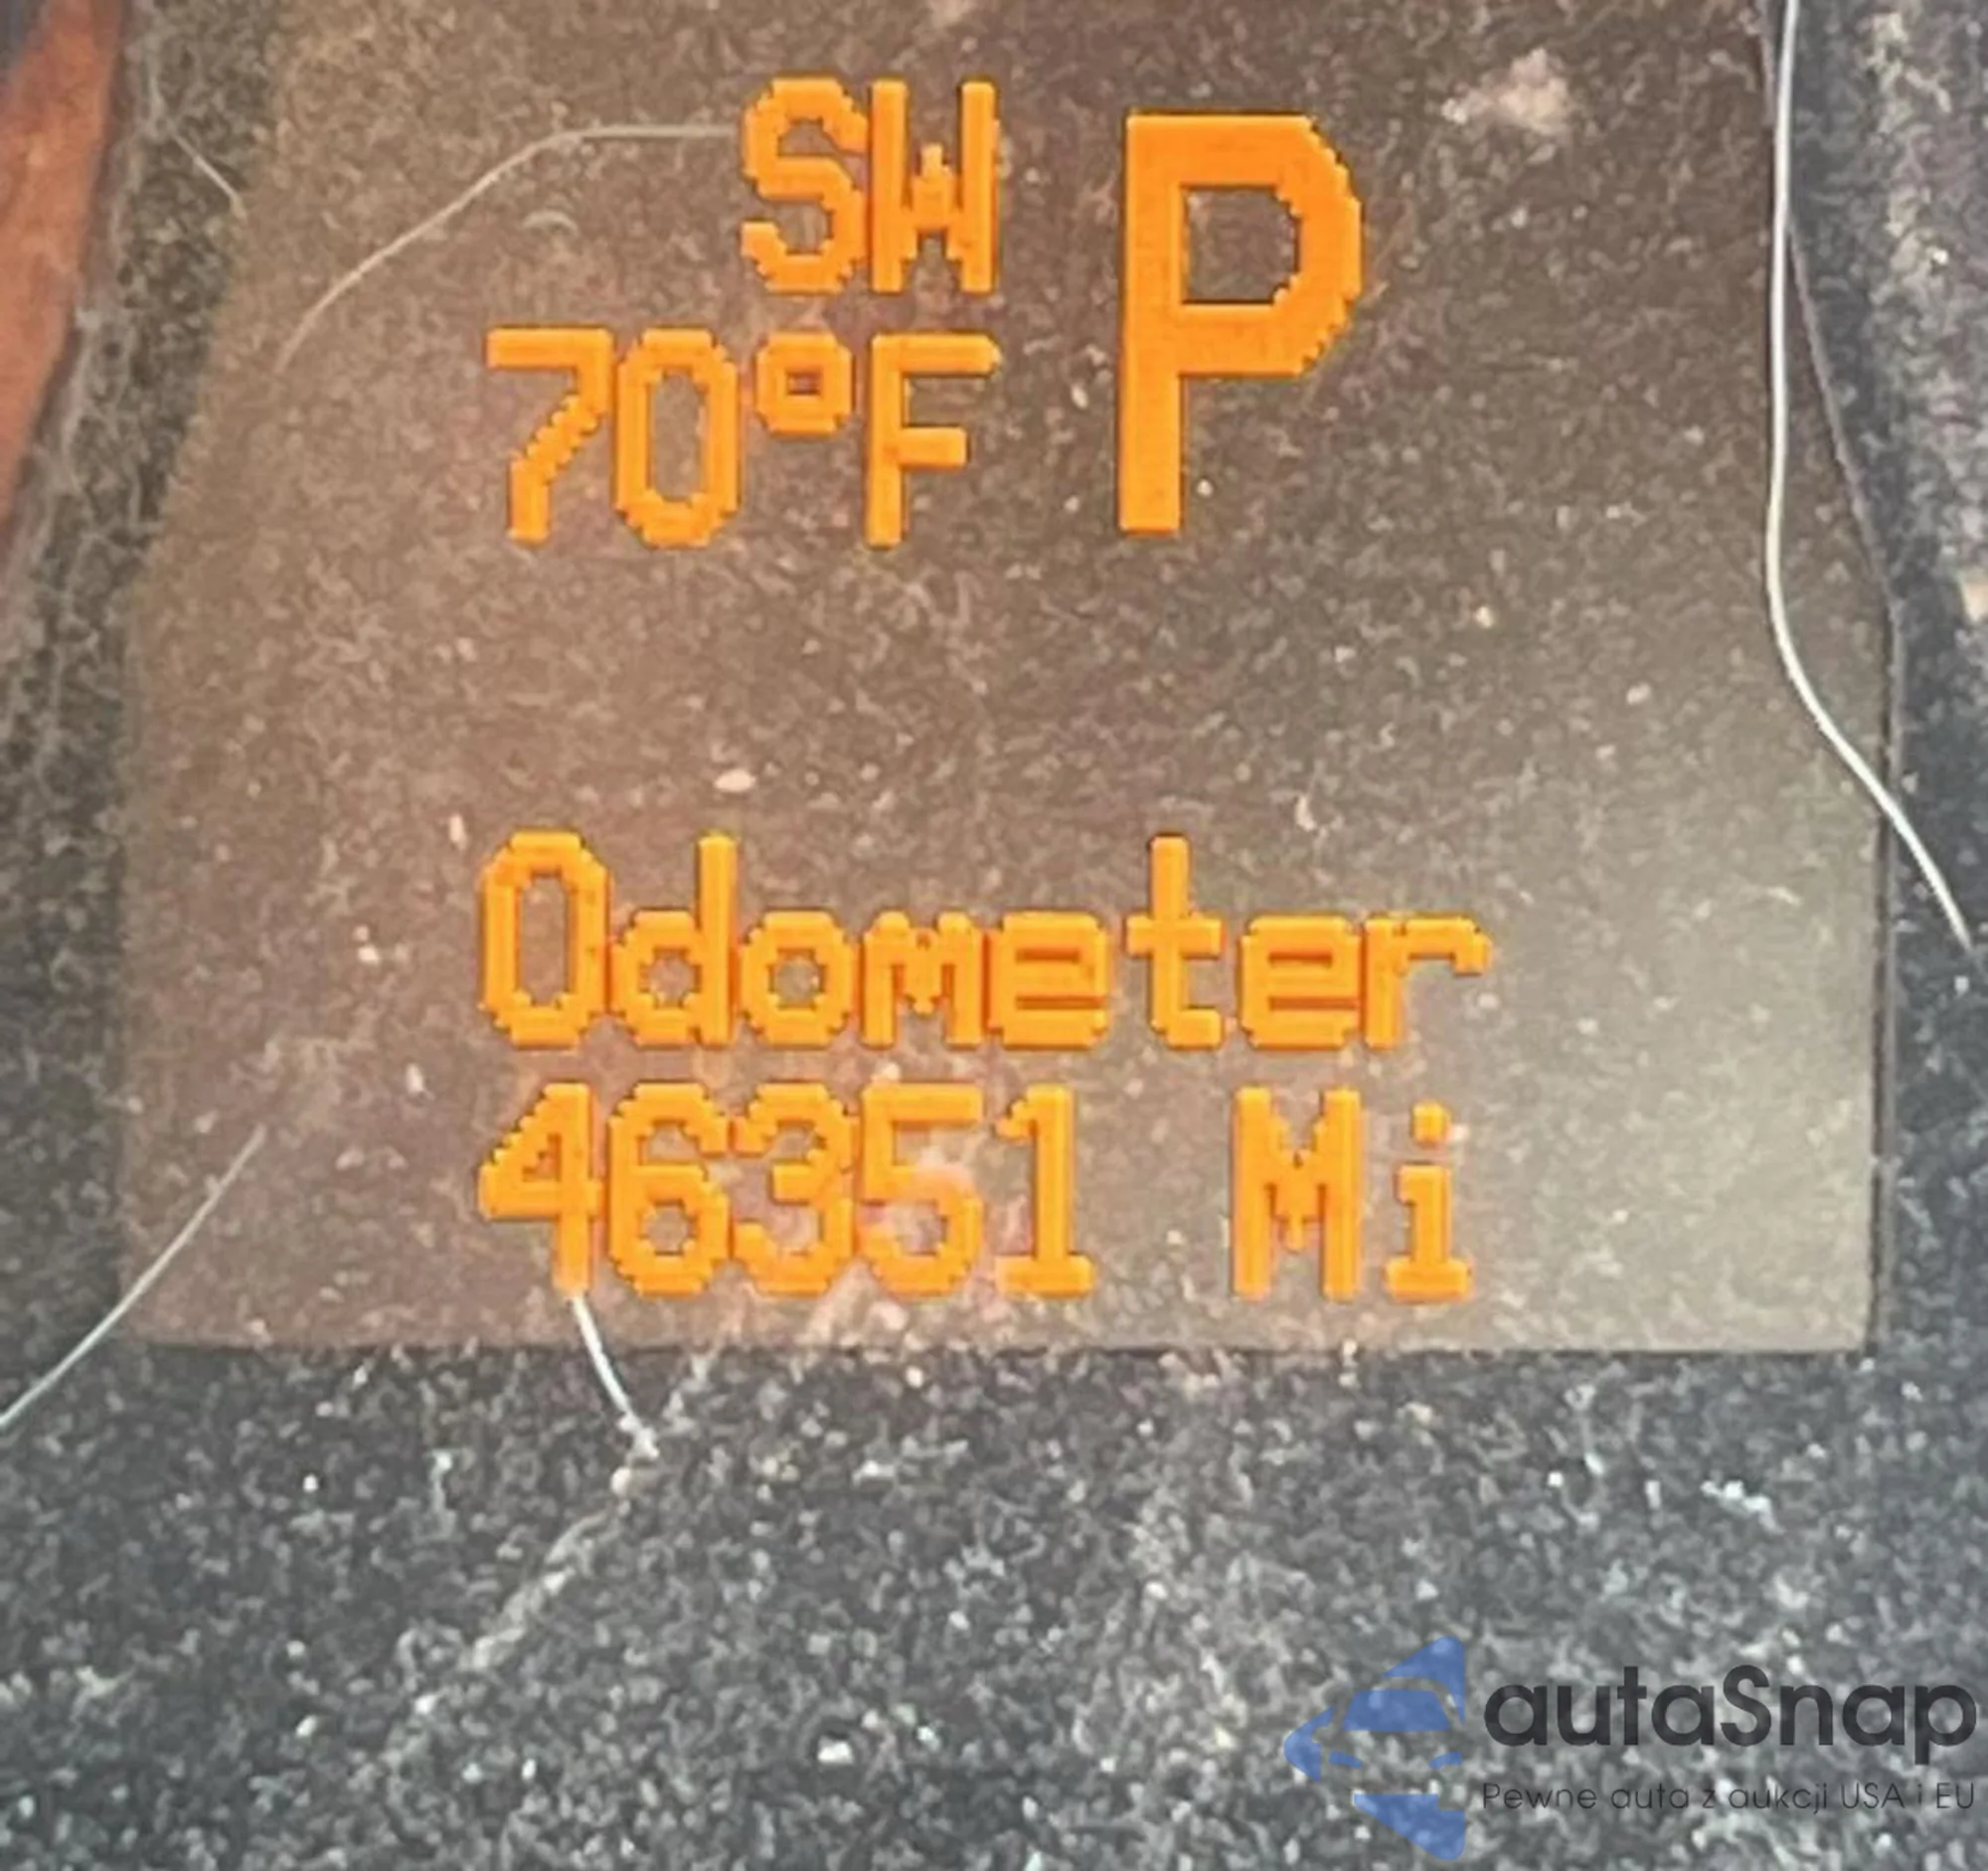 SW P
70°F
Odometer
46351 Mi
autaSnap
Pewne auta z aukcji USA i EU